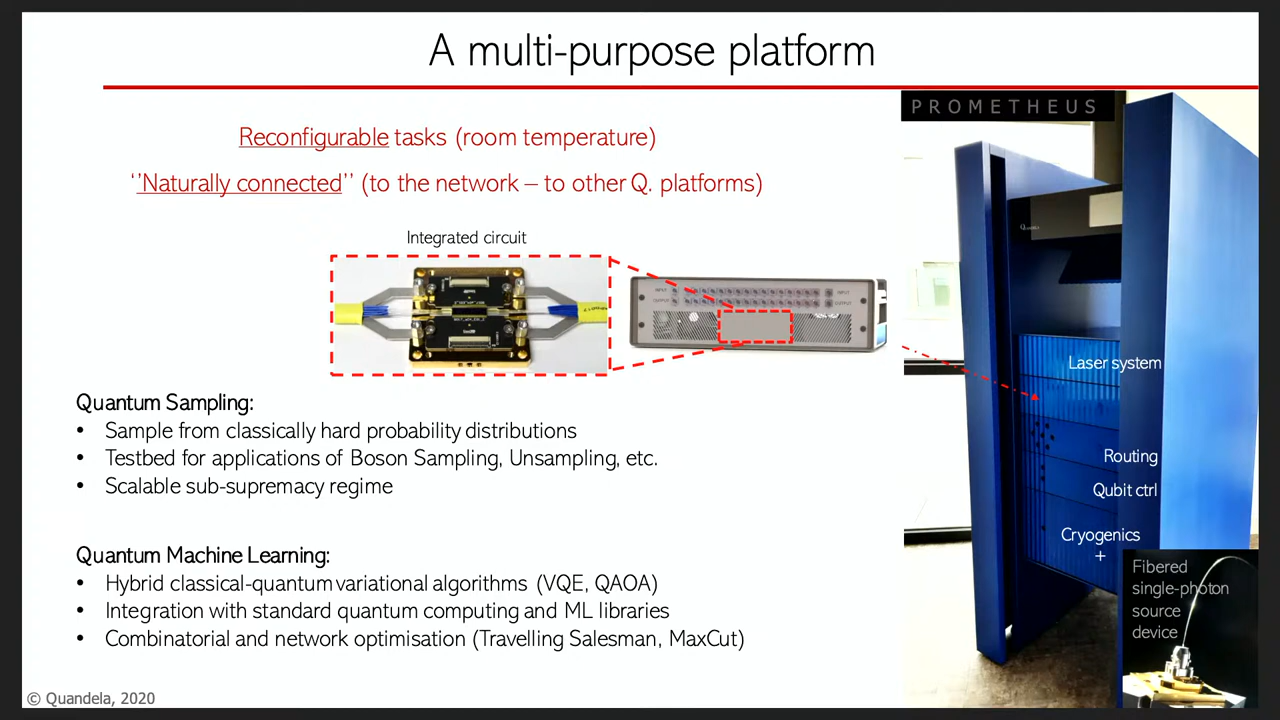 A multi-purpose platform
PROMETHEUS
Reconfigurable tasks (room temperature)
‘’Naturally connected’’ (to the network – to other Q. platforms)
Integrated circuit
INPUT
INPUT
OUTPUT
OUTPUT
Laser system
Routing
Qubit ctrl
Cryogenics
+
Fibered
single-photon
source
device
Quantum Sampling:
• Sample from classically hard probability distributions
• Testbed for applications of Boson Sampling, Unsampling, etc.
• Scalable sub-supremacy regime
Quantum Machine Learning:
• Hybrid classical-quantum variational algorithms (VQE, QAOA)
• Integration with standard quantum computing and ML libraries
• Combinatorial and network optimisation (Travelling Salesman, MaxCut)
© Quandela, 2020